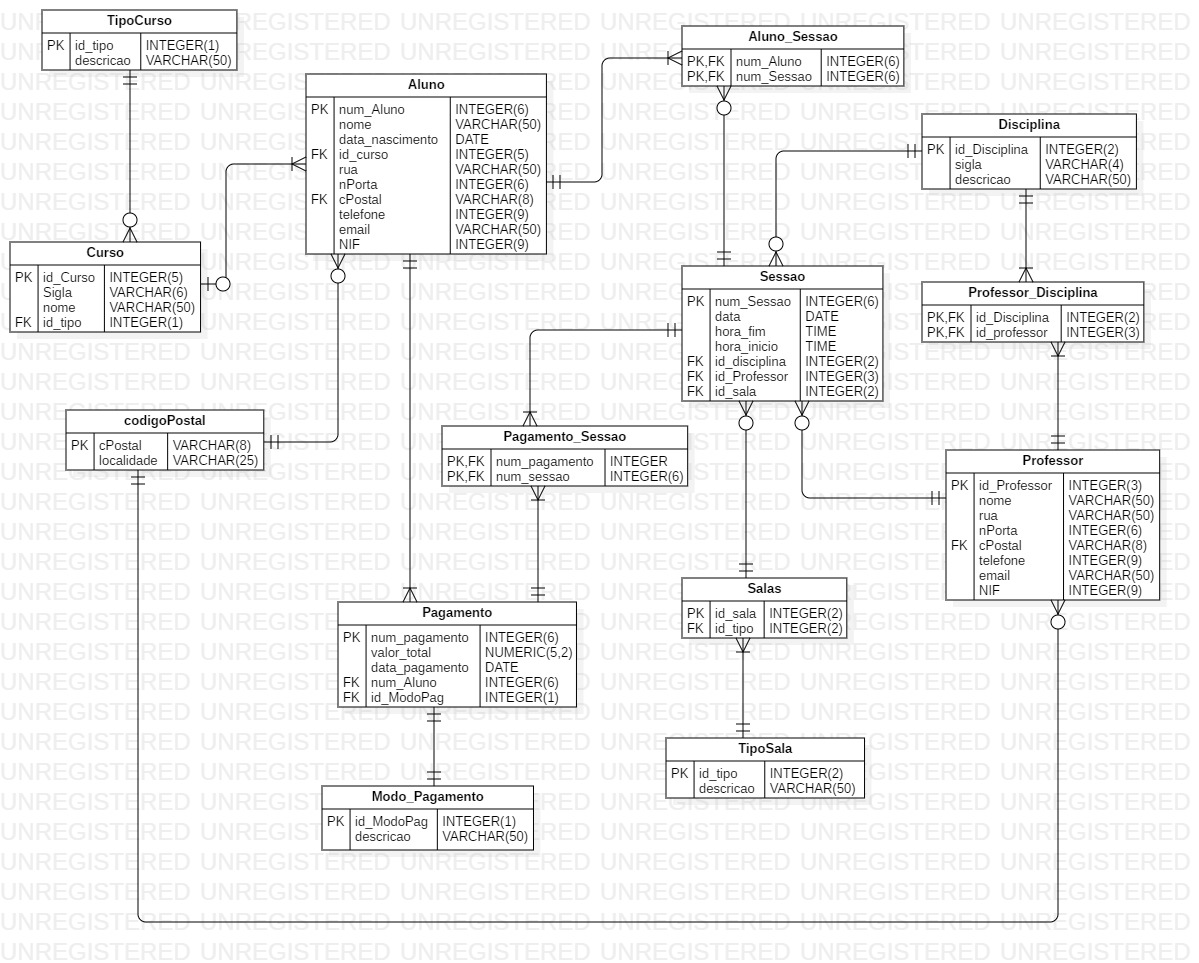 TipoCurso
PK id_tipo INTEGER(1)
descricao VARCHAR(50)
Aluno
PK num_Aluno INTEGER(6)
nome VARCHAR(50)
data_nascimento DATE
FK id_curso INTEGER(5)
rua VARCHAR(50)
nPorta INTEGER(6)
FK cPostal VARCHAR(8)
telefone INTEGER(9)
email VARCHAR(50)
NIF INTEGER(9)
Aluno_Sessao
PK,FK num_Aluno INTEGER(6)
PK,FK num_Sessao INTEGER(6)
Disciplina
PK id_Disciplina INTEGER(2)
sigla VARCHAR(4)
descricao VARCHAR(50)
Curso
PK id_Curso INTEGER(5)
Sigla VARCHAR(6)
nome VARCHAR(50)
FK id_tipo INTEGER(1)
Sessao
PK num_Sessao INTEGER(6)
data DATE
hora_fim TIME
hora_inicio TIME
FK id_disciplina INTEGER(2)
FK id_Professor INTEGER(3)
FK id_sala INTEGER(2)
Professor_Disciplina
PK,FK id_Disciplina INTEGER(2)
PK,FK id_professor INTEGER(3)
codigoPostal
PK cPostal VARCHAR(8)
localidade VARCHAR(25)
Pagamento_Sessao
PK,FK num_pagamento INTEGER
PK,FK num_sessao INTEGER(6)
Professor
PK id_Professor INTEGER(3)
nome VARCHAR(50)
rua VARCHAR(50)
nPorta INTEGER(6)
FK cPostal VARCHAR(8)
telefone INTEGER(9)
email VARCHAR(50)
NIF INTEGER(9)
Salas
PK id_sala INTEGER(2)
FK id_tipo INTEGER(2)
Pagamento
PK num_pagamento INTEGER(6)
valor_total NUMERIC(5,2)
data_pagamento DATE
FK num_Aluno INTEGER(6)
FK id_ModoPag INTEGER(1)
TipoSala
PK id_tipo INTEGER(2)
descricao VARCHAR(50)
Modo_Pagamento
PK id_ModoPag INTEGER(1)
descricao VARCHAR(50)
UNREGISTERED UNREGISTERED UNREGISTERED UNREGISTERED UNREGISTERED UNREGISTERED